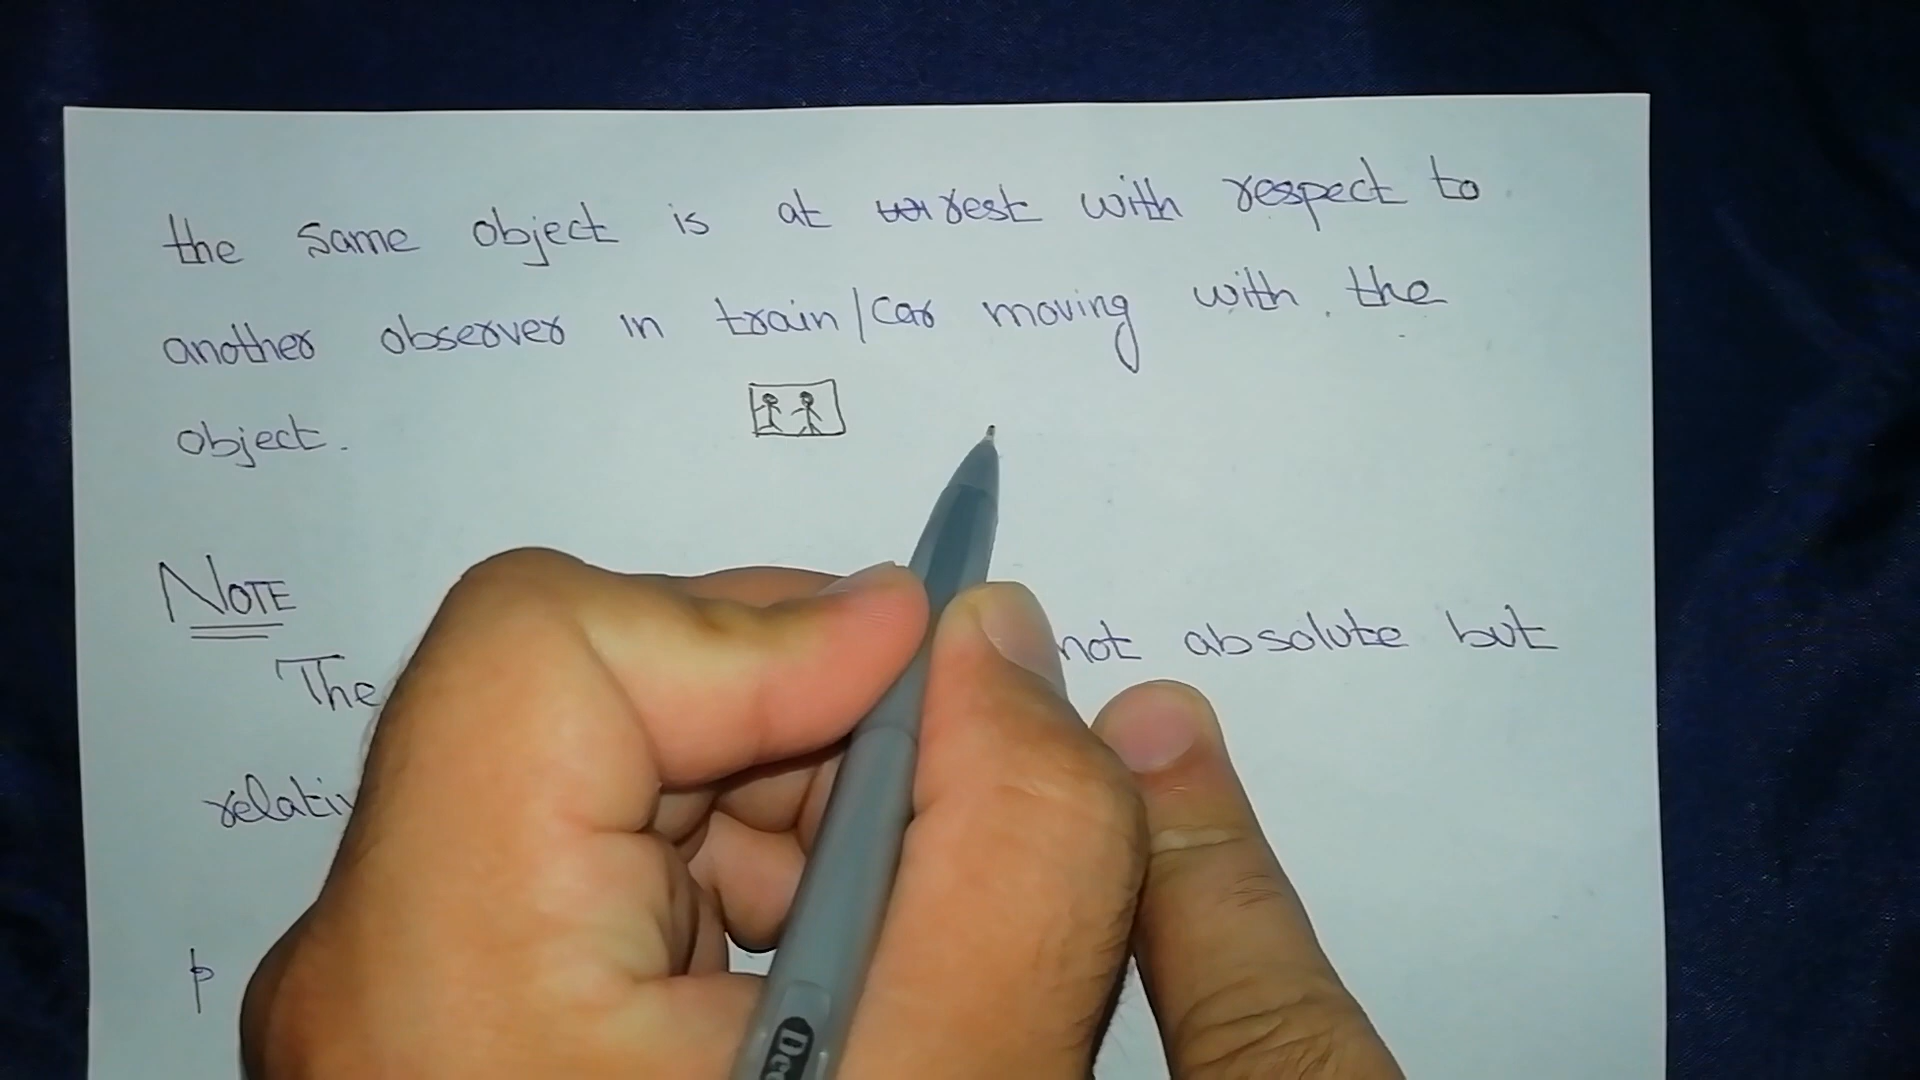 the same object is at rest with respect to
another observer in train/car moving with the
object.
NOTE
The not absolute but
p